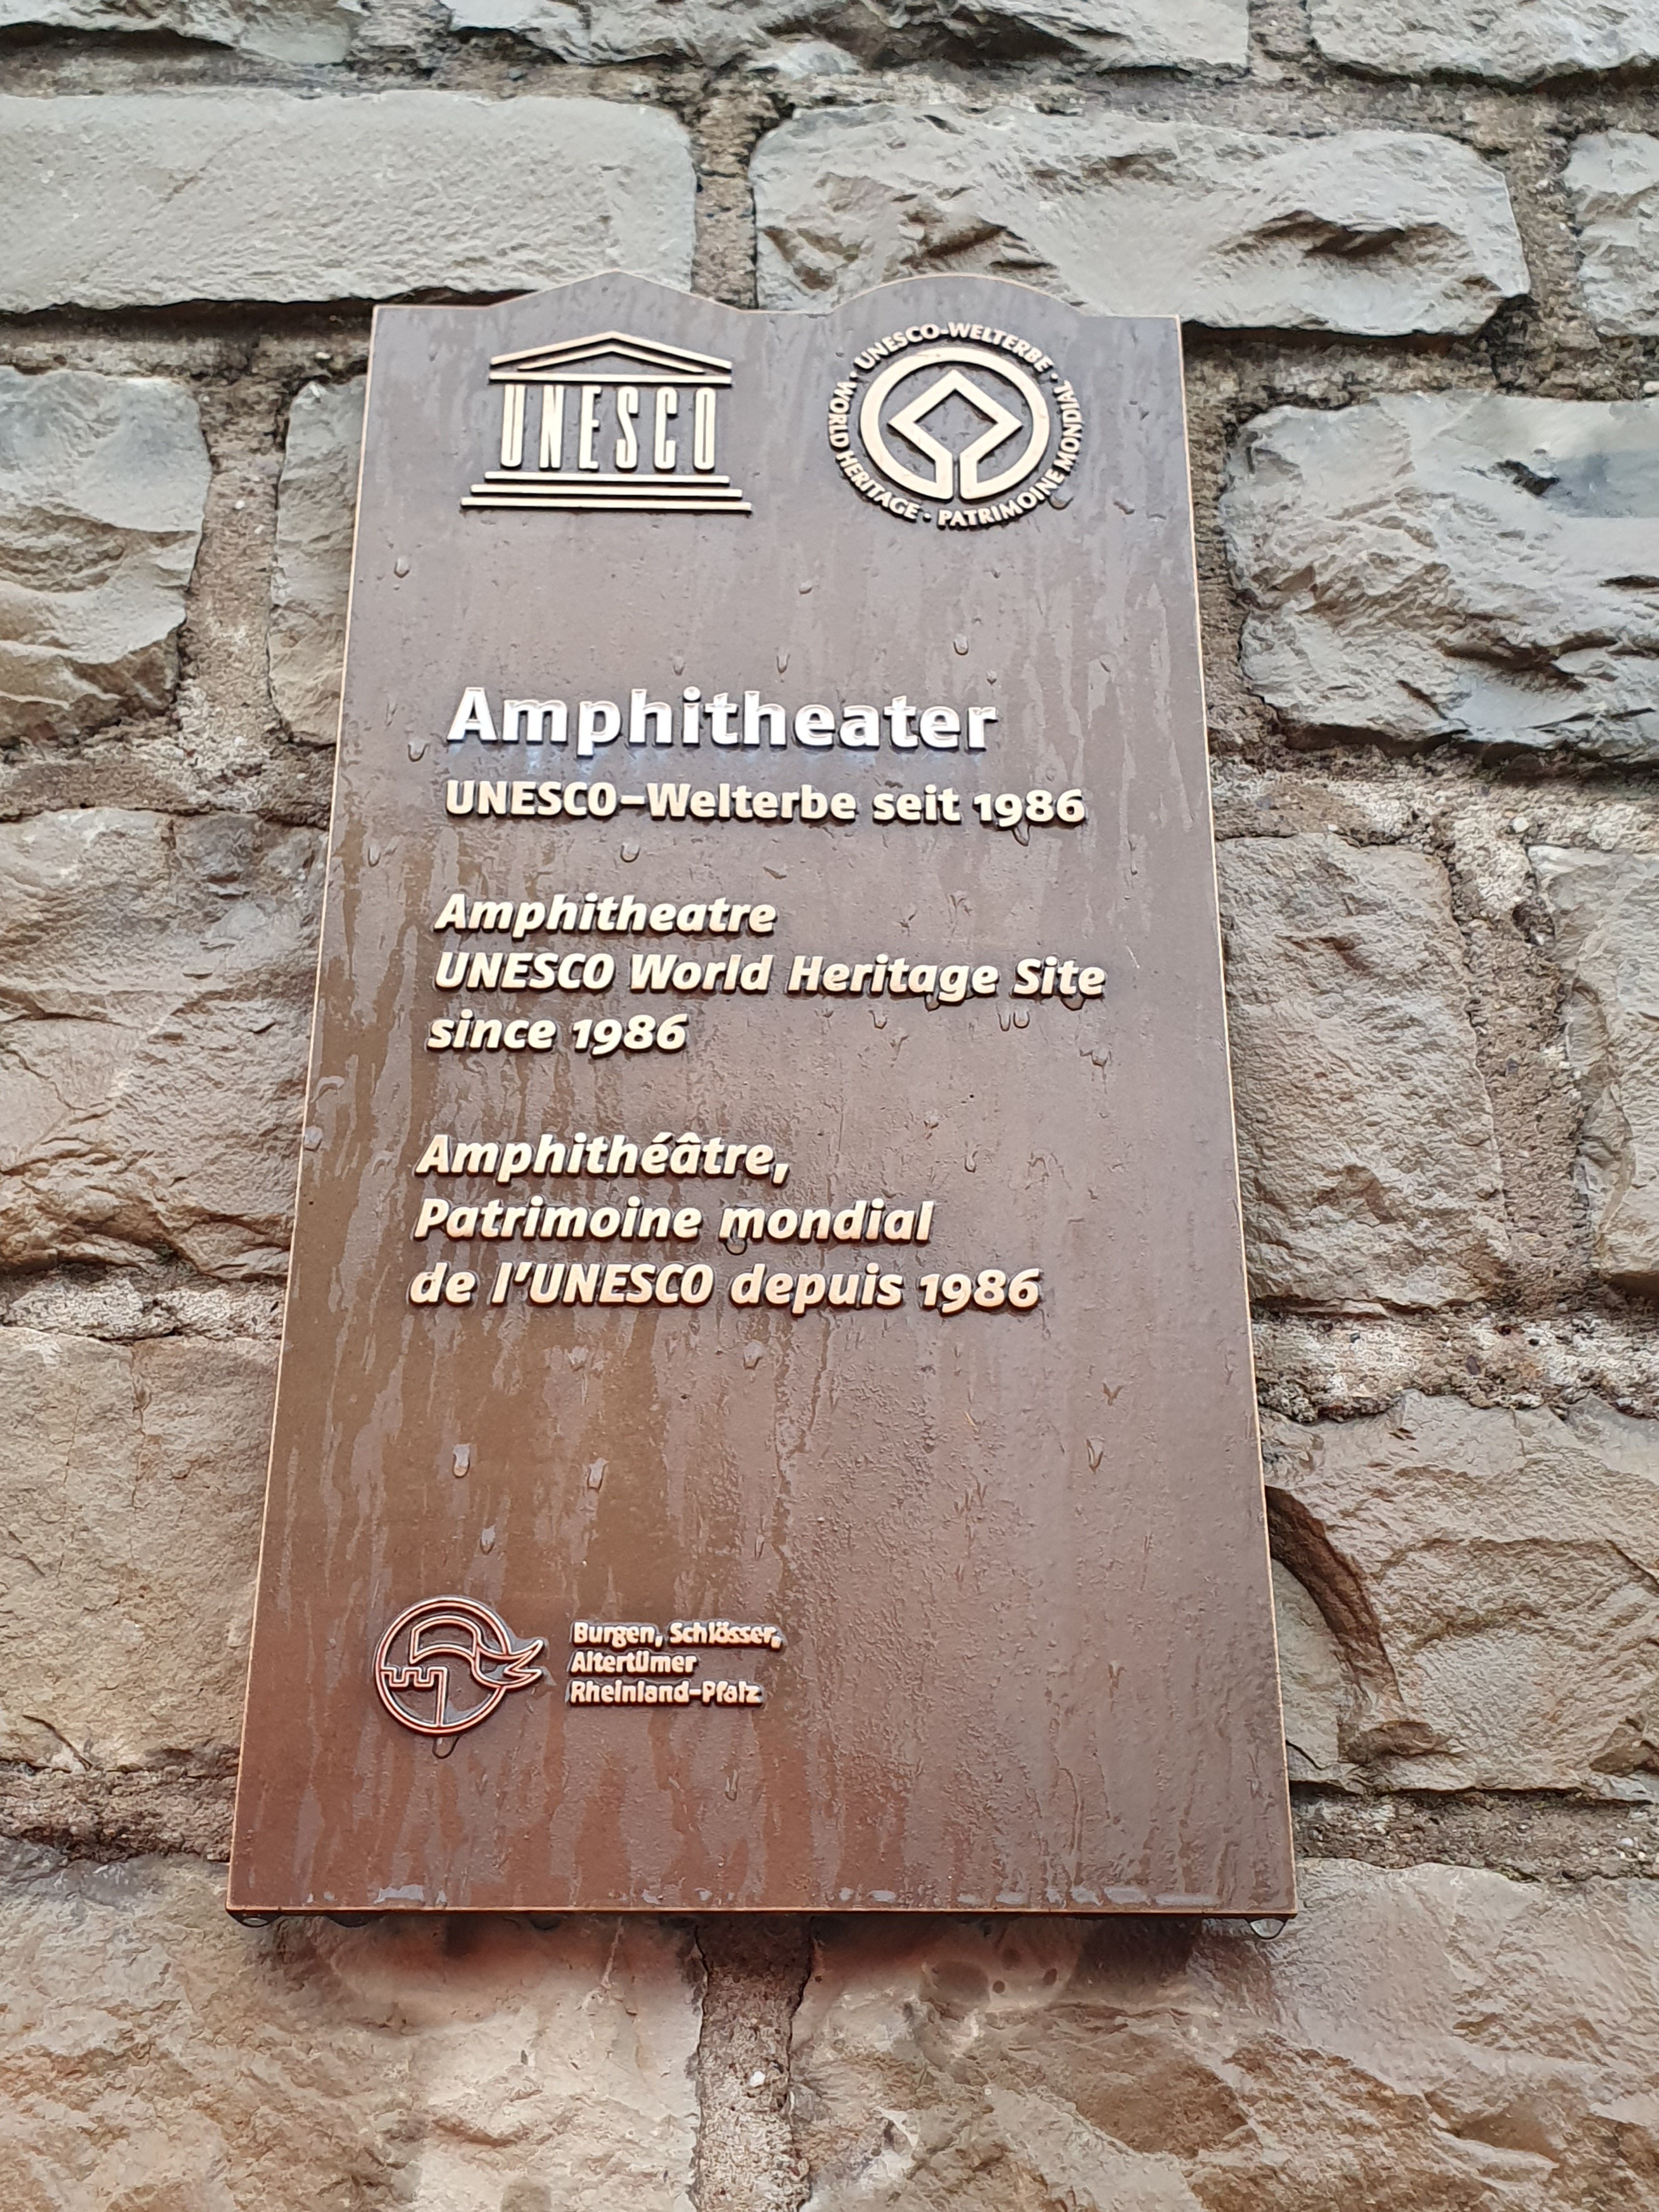 UNESCO
UNESCO-WELTERBE · PATRIMOINE MONDIAL · WORLD HERITAGE ·
Amphitheater
UNESCO-Welterbe seit 1986
Amphitheatre
UNESCO World Heritage Site
since 1986
Amphithéâtre,
Patrimoine mondial
de l'UNESCO depuis 1986
Burgen, Schlösser,
Altertümer
Rheinland-Pfalz